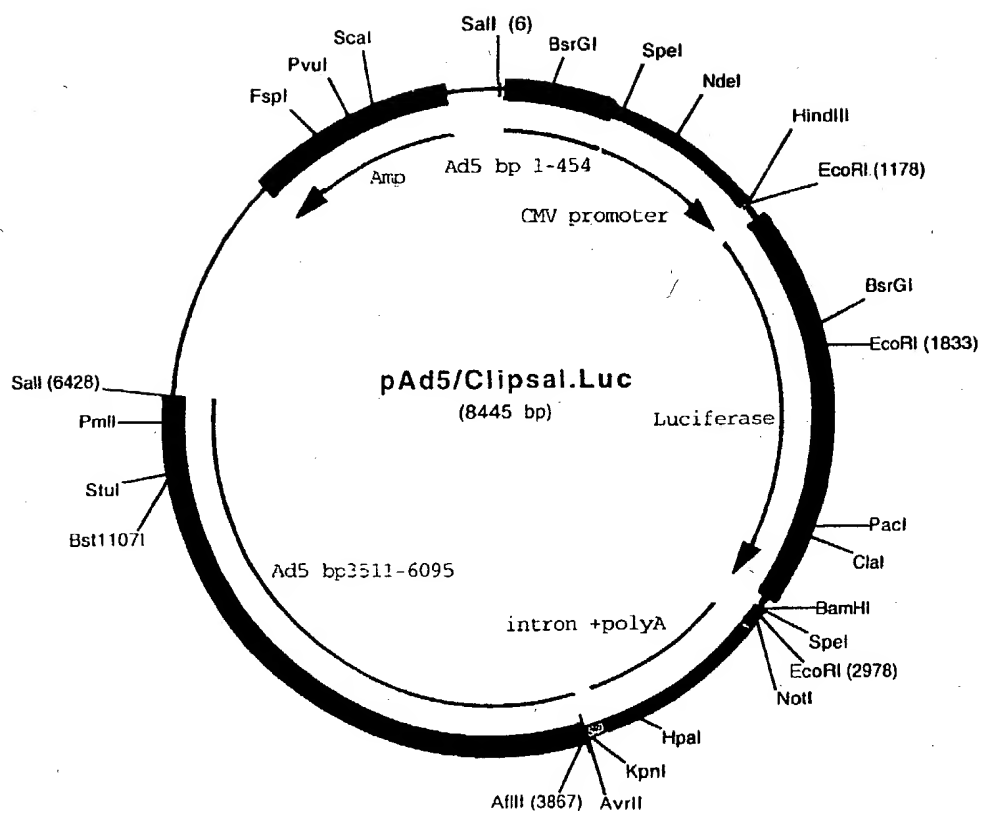 SalI (6)
BsrGI
SpeI
NdeI
HindIII
EcoRI (1178)
BsrGI
EcoRI (1833)
PacI
ClaI
BamHI
SpeI
EcoRI (2978)
NotI
HpaI
KpnI
AvrII
AflII (3867)
Bst1107I
StuI
PmlI
SalI (6428)
FspI
PvuI
ScaI
Amp
Ad5 bp 1-454
CMV promoter
Luciferase
intron +polyA
Ad5 bp3511-6095
pAd5/Clipsal.Luc
(8445 bp)